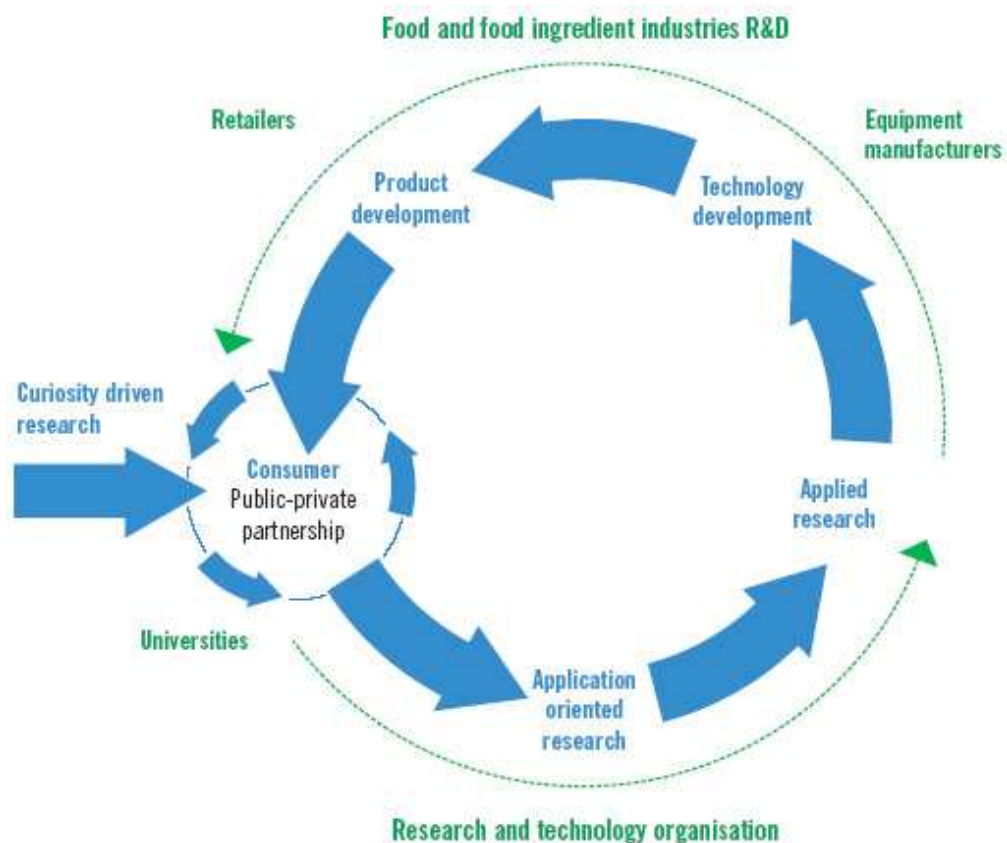 Food and food ingredient industries R&D
Retailers
Equipment
manufacturers
Product
development
Technology
development
Curiosity driven
research
Consumer
Public-private
partnership
Applied
research
Universities
Application
oriented
research
Research and technology organisation